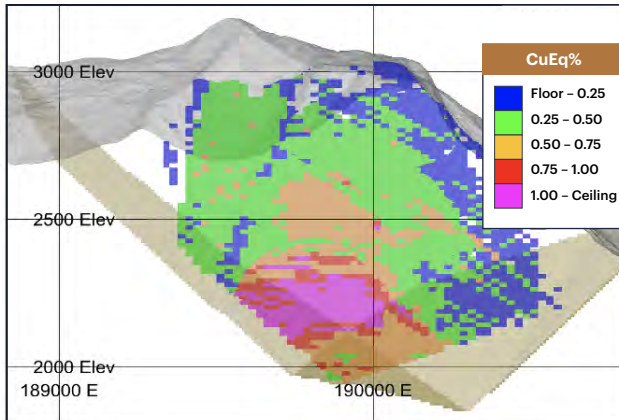 3000 Elev
CuEq%
Floor – 0.25
0.25 – 0.50
0.50 – 0.75
0.75 – 1.00
1.00 – Ceiling
2500 Elev
2000 Elev
189000 E
190000 E